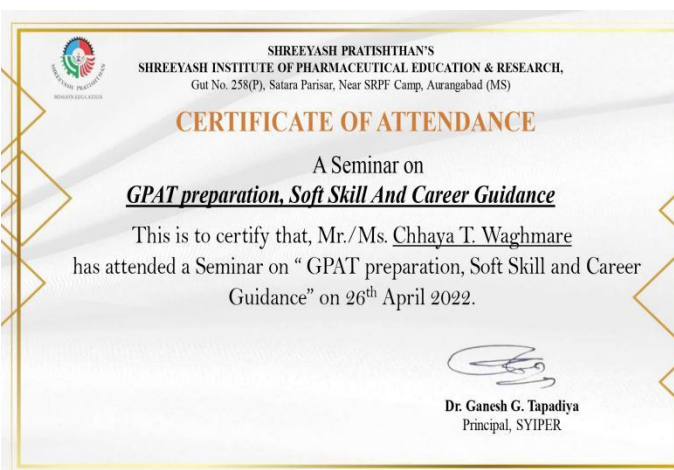 SHREEYASH PRATISHTHAN'S
SHREEYASH INSTITUTE OF PHARMACEUTICAL EDUCATION & RESEARCH,
Gut No. 258(P), Satara Parisar, Near SRPF Camp, Aurangabad (MS)
CERTIFICATE OF ATTENDANCE
A Seminar on
GPAT preparation, Soft Skill And Career Guidance
This is to certify that, Mr./Ms. Chhaya T. Waghmare
has attended a Seminar on “ GPAT preparation, Soft Skill and Career
Guidance” on 26th April 2022.
Dr. Ganesh G. Tapadiya
Principal, SYIPER